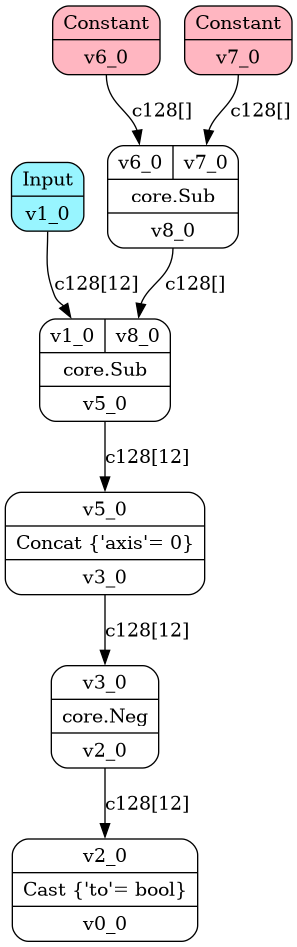 Constant
v6_0
Constant
v7_0
c128[]
c128[]
Input
v1_0
v6_0 v7_0
core.Sub
v8_0
c128[12]
c128[]
v1_0 v8_0
core.Sub
v5_0
c128[12]
v5_0
Concat {'axis'= 0}
v3_0
c128[12]
v3_0
core.Neg
v2_0
c128[12]
v2_0
Cast {'to'= bool}
v0_0